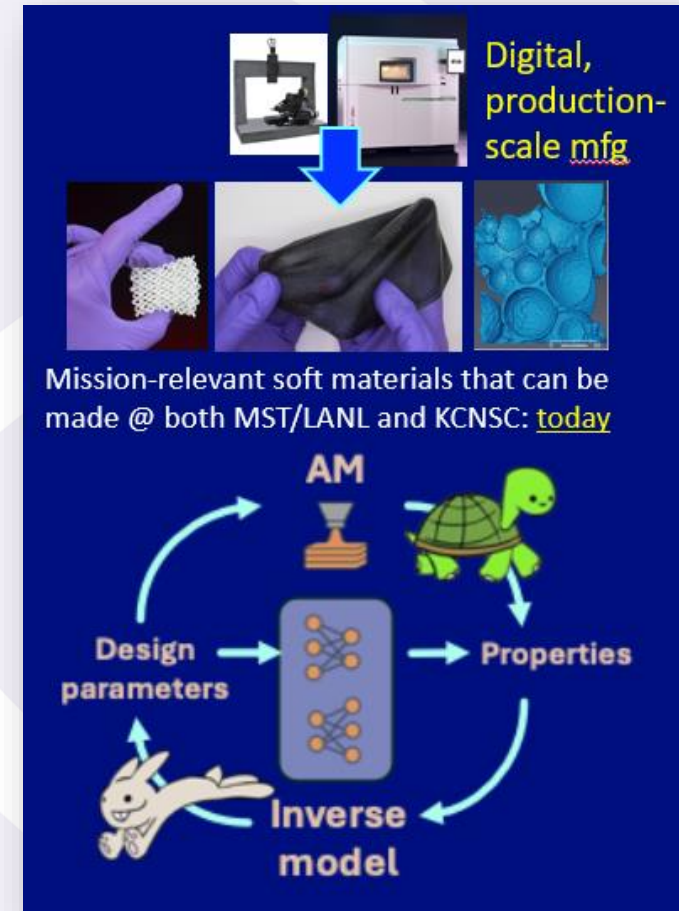 Digital,
production-
scale mfg
Mission-relevant soft materials that can be
made @ both MST/LANL and KCNSC: today
AM
Design
parameters
Properties
Inverse
model